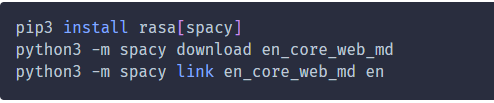 pip3 install rasa[spacy]
python3 -m spacy download en_core_web_md
python3 -m spacy link en_core_web_md en